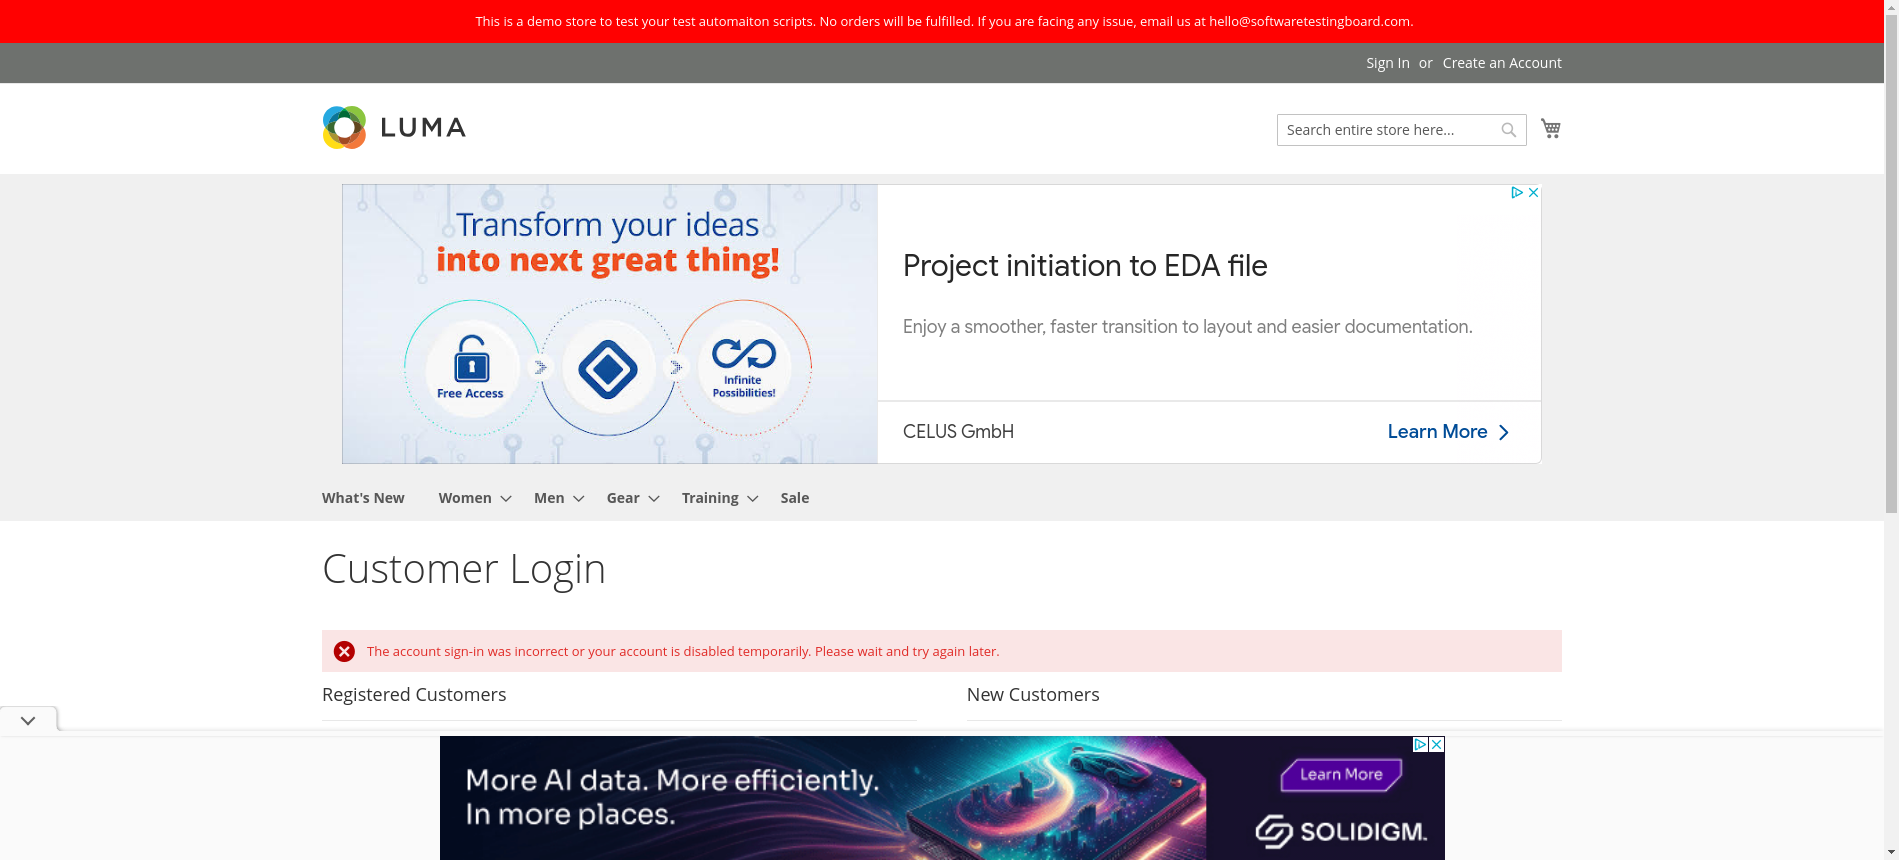 This is a demo store to test your test automaiton scripts. No orders will be fulfilled. If you are facing any issue, email us at hello@softwaretestingboard.com.
Sign In or Create an Account
LUMA
Search entire store here...
Transform your ideas
into next great thing!
Free Access
Infinite
Possibilities!
Project initiation to EDA file
Enjoy a smoother, faster transition to layout and easier documentation.
CELUS GmbH
Learn More
What's New Women Men Gear Training Sale
Customer Login
The account sign-in was incorrect or your account is disabled temporarily. Please wait and try again later.
Registered Customers
New Customers
More AI data. More efficiently.
In more places.
Learn More
SOLIDIGM.